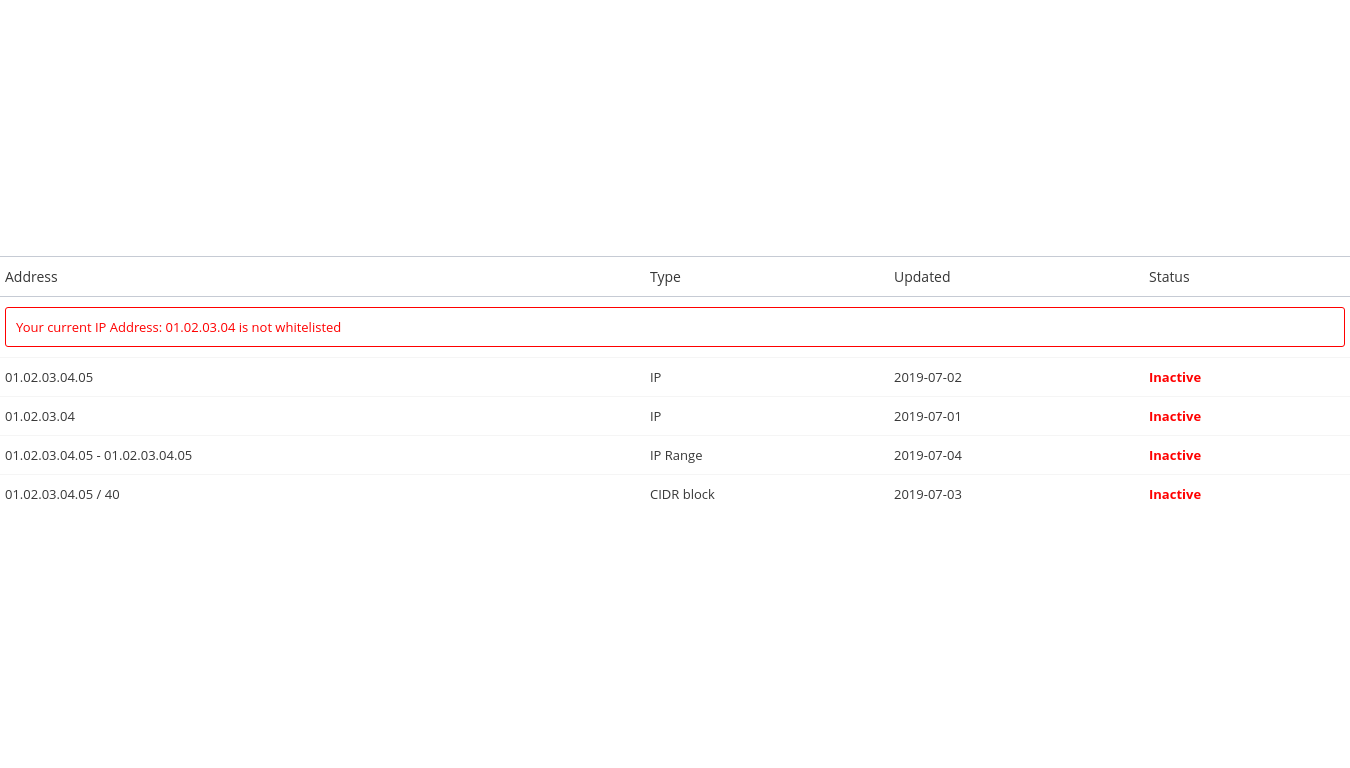 Address Type Updated Status
Your current IP Address: 01.02.03.04 is not whitelisted
01.02.03.04.05 IP 2019-07-02 Inactive
01.02.03.04 IP 2019-07-01 Inactive
01.02.03.04.05 - 01.02.03.04.05 IP Range 2019-07-04 Inactive
01.02.03.04.05 / 40 CIDR block 2019-07-03 Inactive